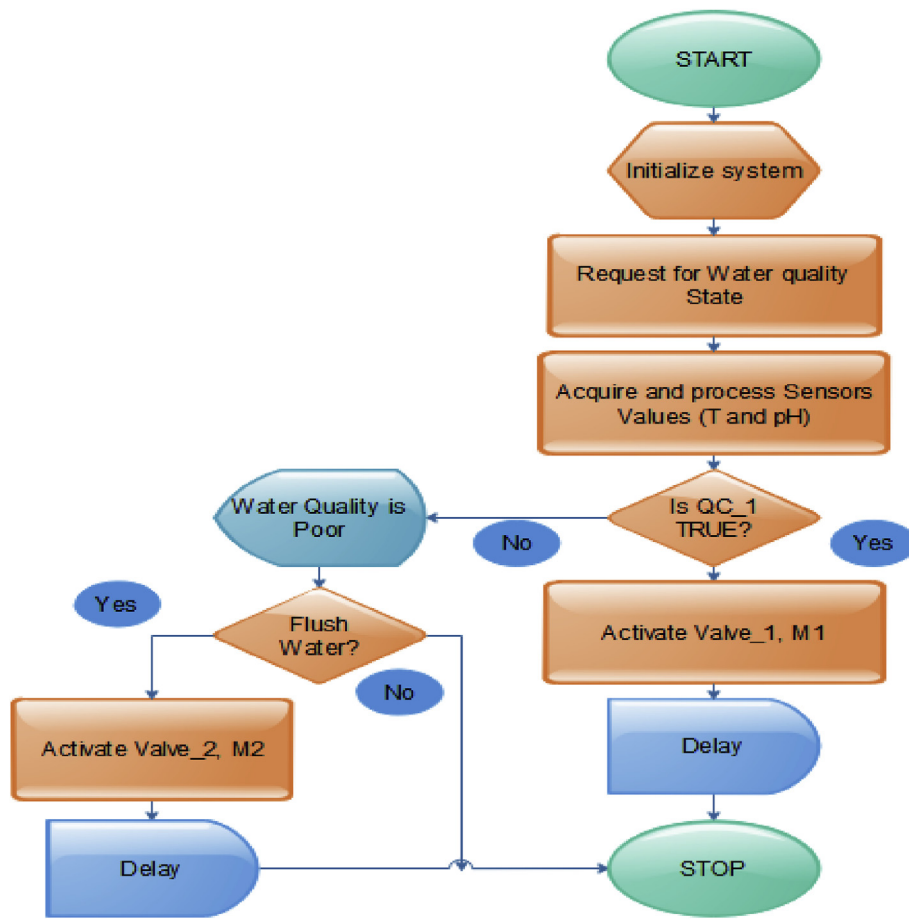 START
Initialize system
Request for Water quality
State
Acquire and process Sensors
Values (T and pH)
Is QC_1
TRUE?
Yes
No
Water Quality is
Poor
Flush
Water?
Yes
No
Activate Valve_1, M1
Activate Valve_2, M2
Delay
Delay
STOP